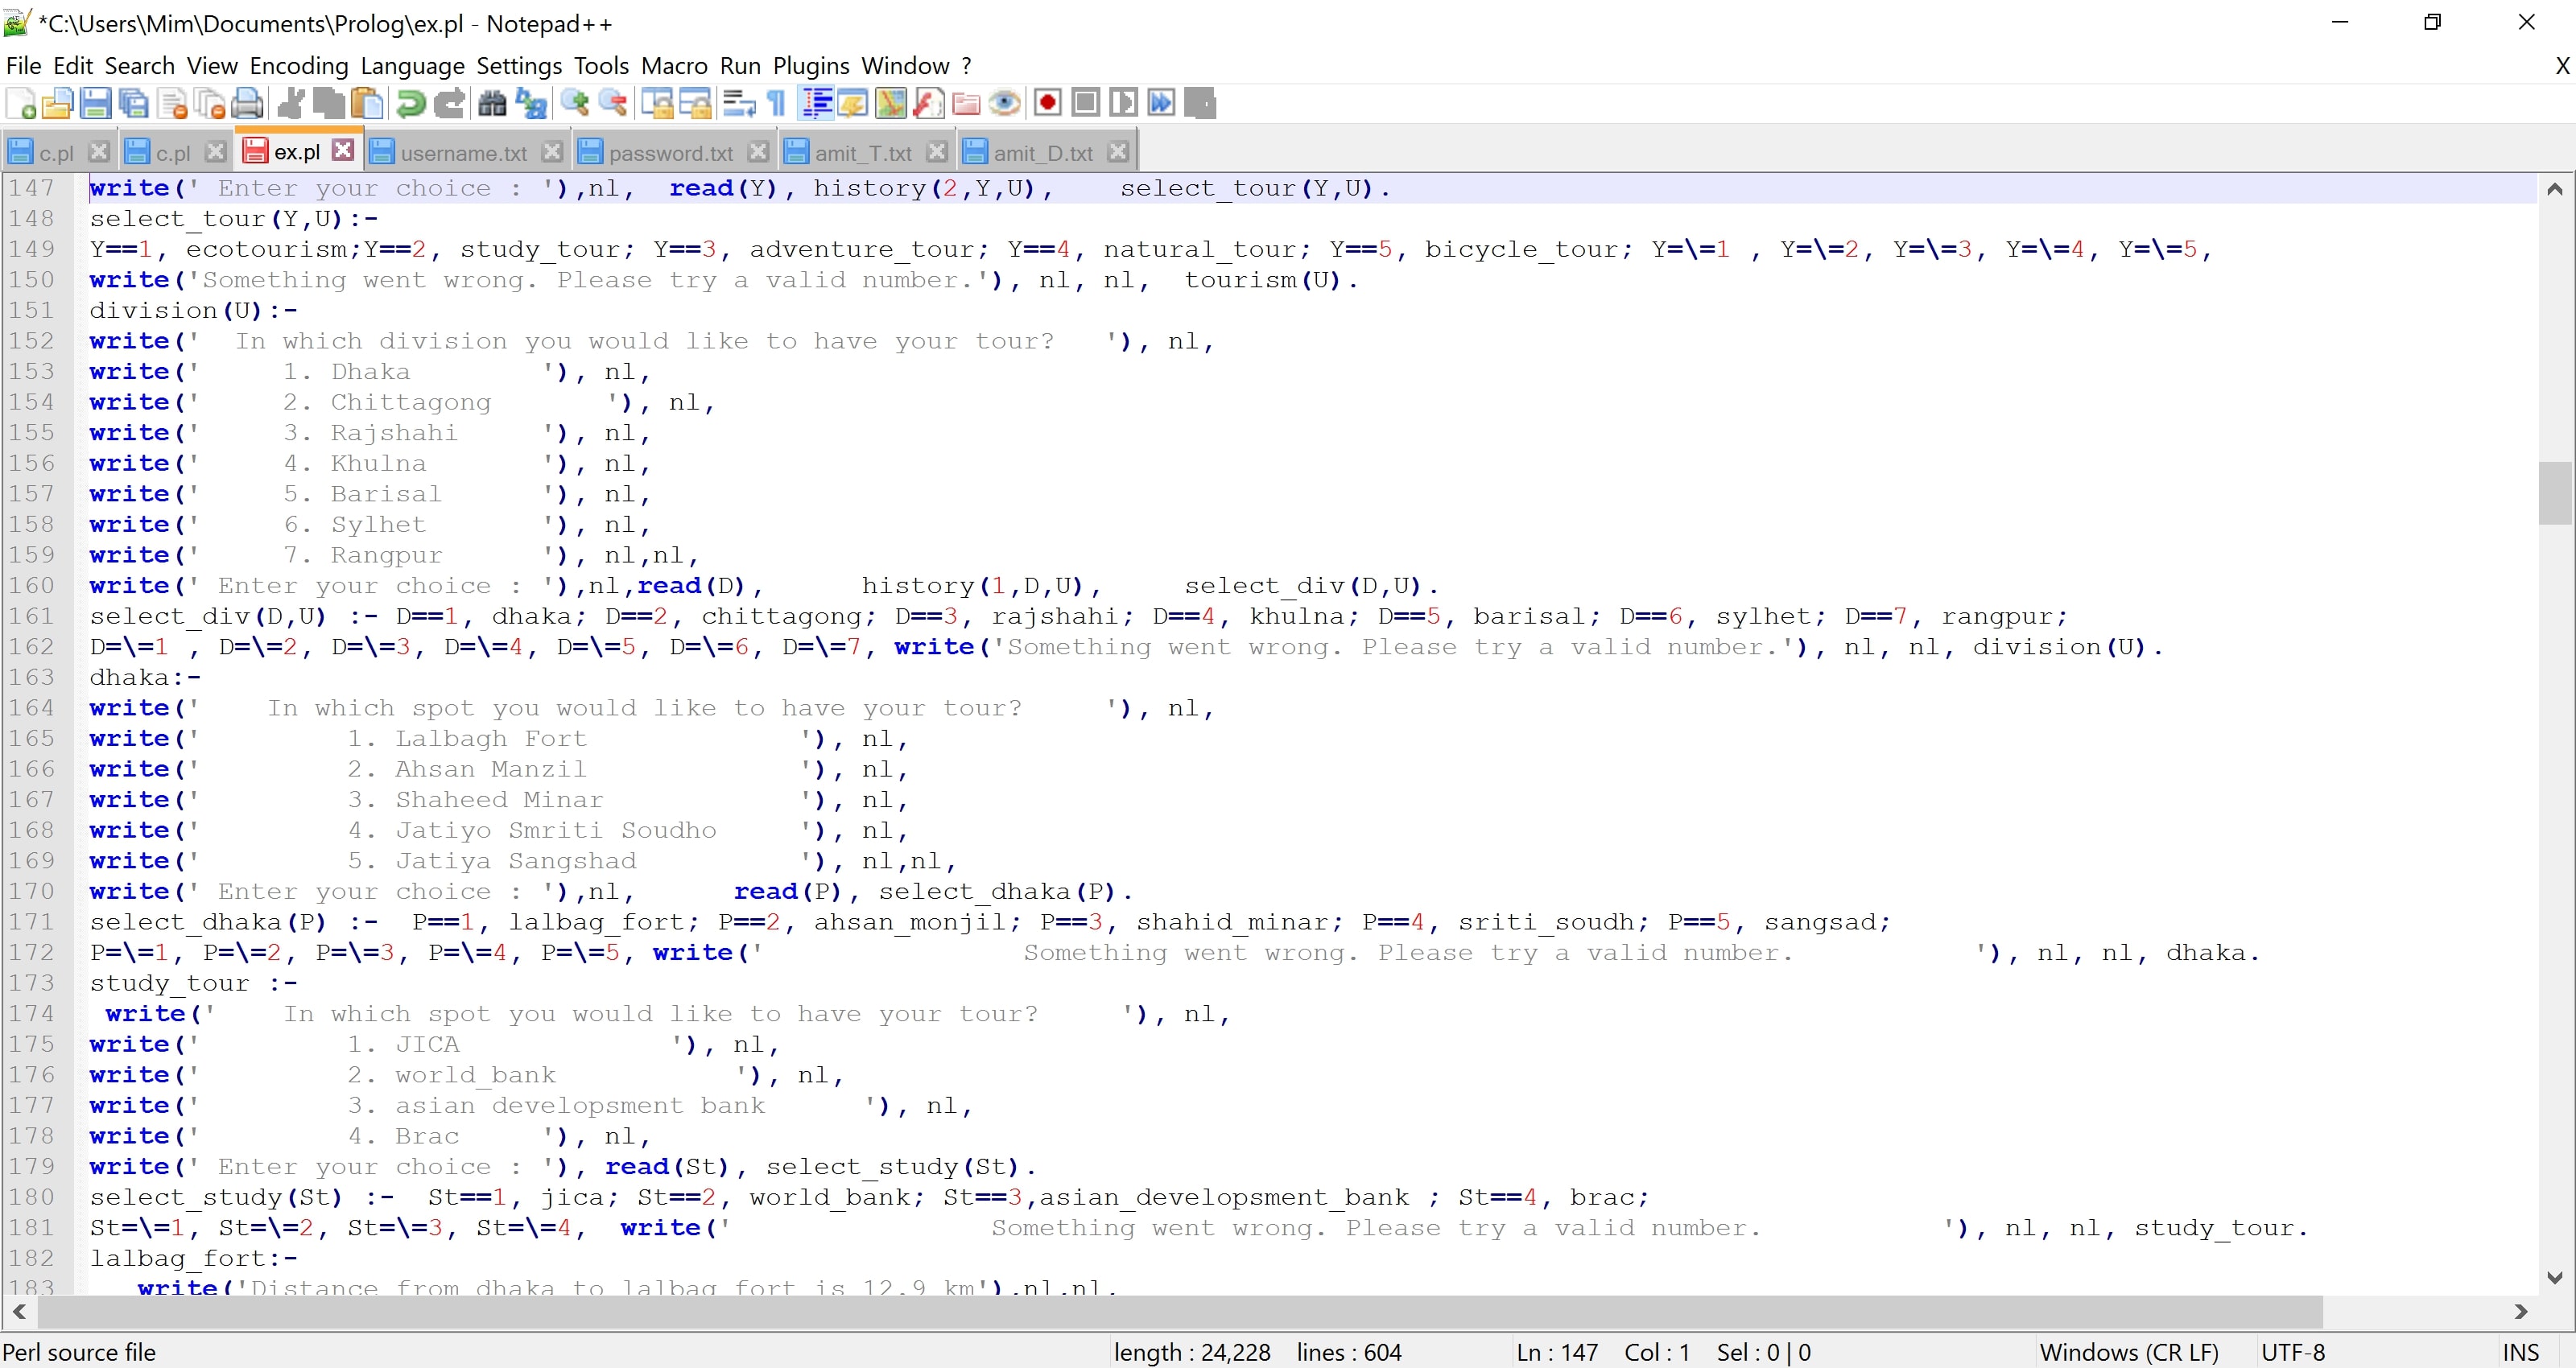 *C:\Users\Mim\Documents\Prolog\ex.pl - Notepad++
File Edit Search View Encoding Language Settings Tools Macro Run Plugins Window ? X
c.pl c.pl ex.pl username.txt password.txt amit_T.txt amit_D.txt
147 write(' Enter your choice : '),nl,  read(Y), history(2,Y,U),    select_tour(Y,U).
148 select_tour(Y,U):-
149 Y==1, ecotourism;Y==2, study_tour; Y==3, adventure_tour; Y==4, natural_tour; Y==5, bicycle_tour; Y=\=1 , Y=\=2, Y=\=3, Y=\=4, Y=\=5,
150 write('Something went wrong. Please try a valid number.'), nl, nl,  tourism(U).
151 division(U):-
152 write('  In which division you would like to have your tour?   '), nl,
153 write('     1. Dhaka        '), nl,
154 write('     2. Chittagong       '), nl,
155 write('     3. Rajshahi     '), nl,
156 write('     4. Khulna       '), nl,
157 write('     5. Barisal      '), nl,
158 write('     6. Sylhet       '), nl,
159 write('     7. Rangpur      '), nl,nl,
160 write(' Enter your choice : '),nl,read(D),      history(1,D,U),     select_div(D,U).
161 select_div(D,U) :- D==1, dhaka; D==2, chittagong; D==3, rajshahi; D==4, khulna; D==5, barisal; D==6, sylhet; D==7, rangpur;
162 D=\=1 , D=\=2, D=\=3, D=\=4, D=\=5, D=\=6, D=\=7, write('Something went wrong. Please try a valid number.'), nl, nl, division(U).
163 dhaka:-
164 write('    In which spot you would like to have your tour?     '), nl,
165 write('         1. Lalbagh Fort             '), nl,
166 write('         2. Ahsan Manzil             '), nl,
167 write('         3. Shaheed Minar            '), nl,
168 write('         4. Jatiyo Smriti Soudho     '), nl,
169 write('         5. Jatiya Sangshad          '), nl,nl,
170 write(' Enter your choice : '),nl,      read(P), select_dhaka(P).
171 select_dhaka(P) :-  P==1, lalbag_fort; P==2, ahsan_monjil; P==3, shahid_minar; P==4, sriti_soudh; P==5, sangsad;
172 P=\=1, P=\=2, P=\=3, P=\=4, P=\=5, write('                Something went wrong. Please try a valid number.           '), nl, nl, dhaka.
173 study_tour :-
174  write('    In which spot you would like to have your tour?     '), nl,
175 write('         1. JICA             '), nl,
176 write('         2. world_bank           '), nl,
177 write('         3. asian developsment bank      '), nl,
178 write('         4. Brac     '), nl,
179 write(' Enter your choice : '), read(St), select_study(St).
180 select_study(St) :-  St==1, jica; St==2, world_bank; St==3,asian_developsment_bank ; St==4, brac;
181 St=\=1, St=\=2, St=\=3, St=\=4,  write('                Something went wrong. Please try a valid number.           '), nl, nl, study_tour.
182 lalbag_fort:-
183    write('Distance from dhaka to lalbag fort is 12.9 km'),nl,nl,
Perl source file length : 24,228 lines : 604 Ln : 147 Col : 1 Sel : 0 | 0 Windows (CR LF) UTF-8 INS